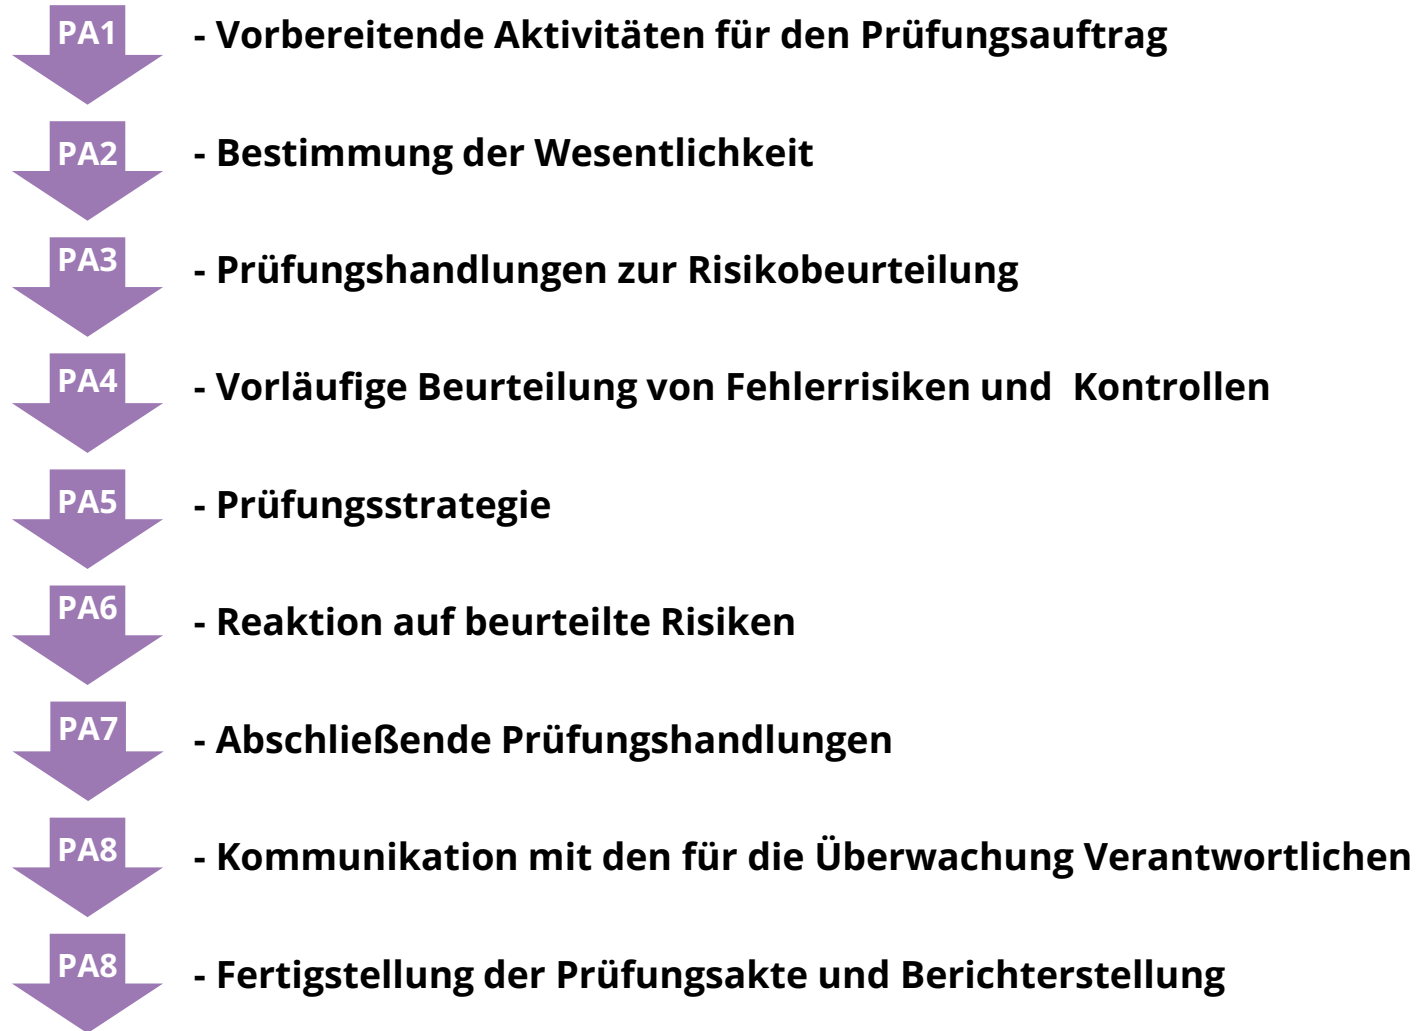 PA1 - Vorbereitende Aktivitäten für den Prüfungsauftrag
PA2 - Bestimmung der Wesentlichkeit
PA3 - Prüfungshandlungen zur Risikobeurteilung
PA4 - Vorläufige Beurteilung von Fehlerrisiken und  Kontrollen
PA5 - Prüfungsstrategie
PA6 - Reaktion auf beurteilte Risiken
PA7 - Abschließende Prüfungshandlungen
PA8 - Kommunikation mit den für die Überwachung Verantwortlichen
PA8 - Fertigstellung der Prüfungsakte und Berichterstellung